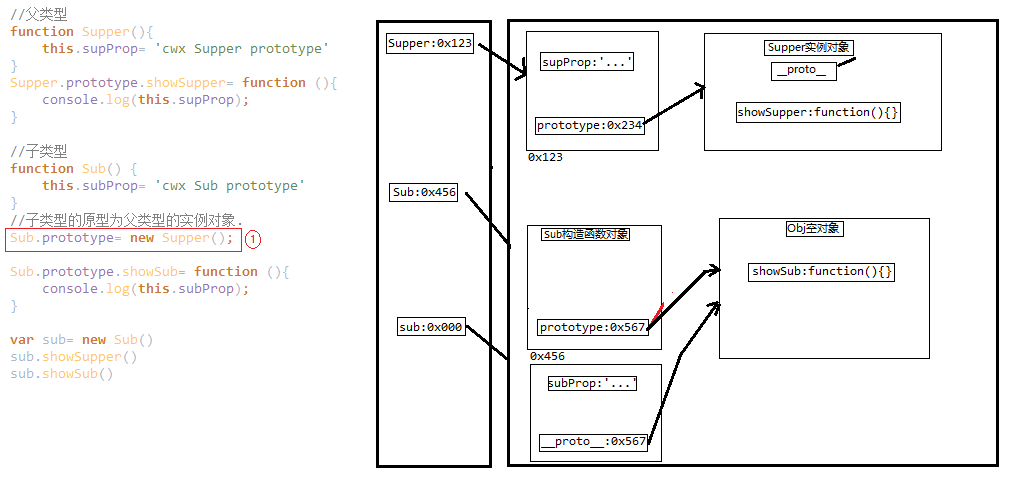 //父类型
function Supper(){
    this.supProp= 'cwx Supper prototype'
}
Supper.prototype.showSupper= function (){
    console.log(this.supProp);
}
//子类型
function Sub() {
    this.subProp= 'cwx Sub prototype'
}
//子类型的原型为父类型的实例对象.
Sub.prototype= new Supper();
①
Sub.prototype.showSub= function (){
    console.log(this.subProp);
}
var sub= new Sub()
sub.showSupper()
sub.showSub()
Supper:0x123
Sub:0x456
sub:0x000
supProp:'...'
prototype:0x234
0x123
Supper实例对象
__proto__
showSupper:function(){}
Sub构造函数对象
prototype:0x567
0x456
Obj空对象
showSub:function(){}
subProp:'...'
__proto__:0x567